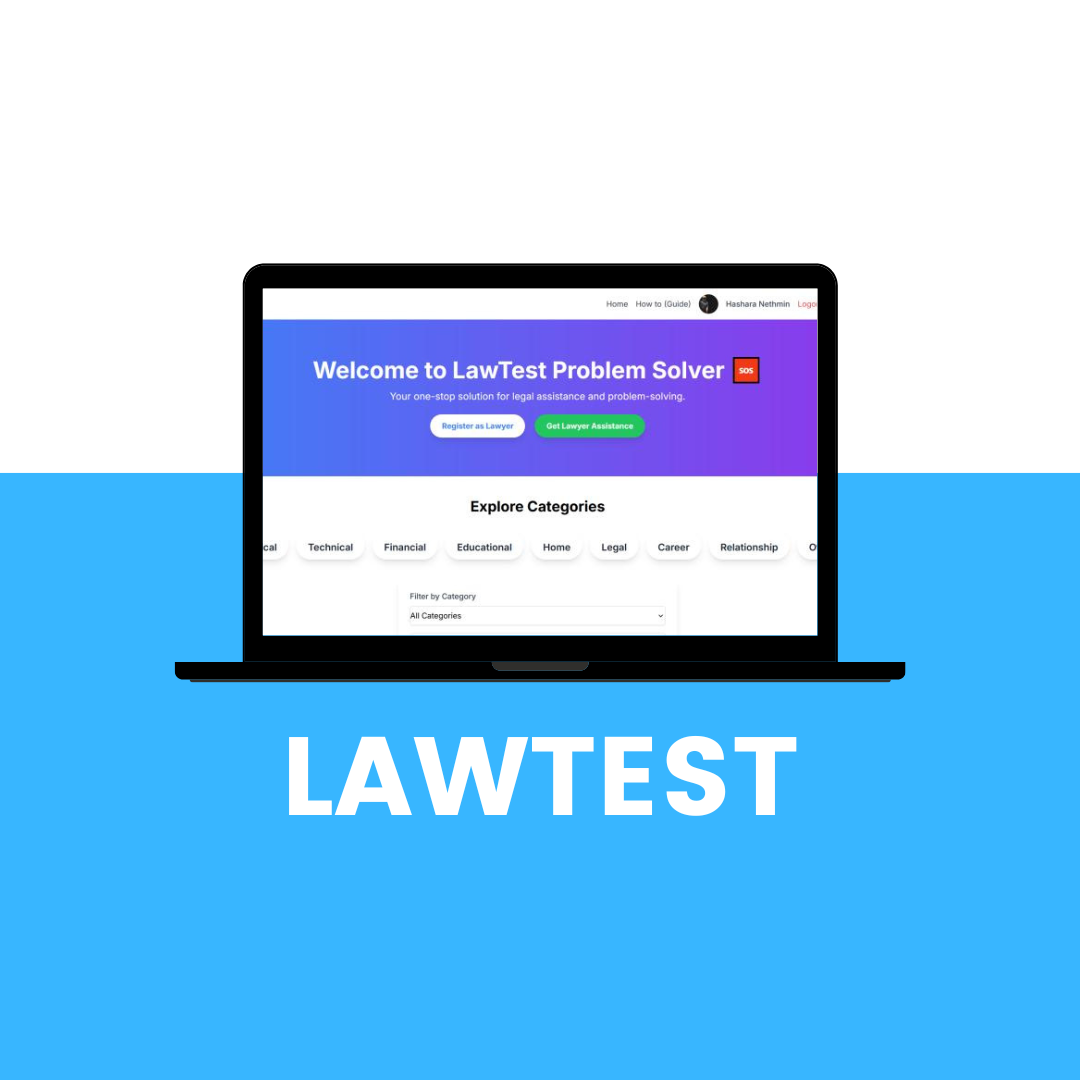 Home How to (Guide) Hashara Nethmin Logo
Welcome to LawTest Problem Solver SOS
Your one-stop solution for legal assistance and problem-solving.
Register as Lawyer Get Lawyer Assistance
Explore Categories
cal Technical Financial Educational Home Legal Career Relationship O
Filter by Category
All Categories
LAWTEST